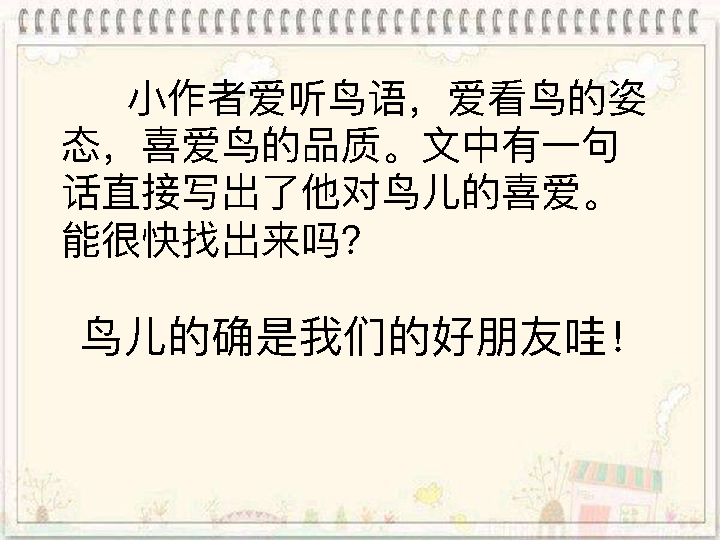 小作者爱听鸟语，爱看鸟的姿
态，喜爱鸟的品质。文中有一句
话直接写出了他对鸟儿的喜爱。
能很快找出来吗？
鸟儿的确是我们的好朋友哇！